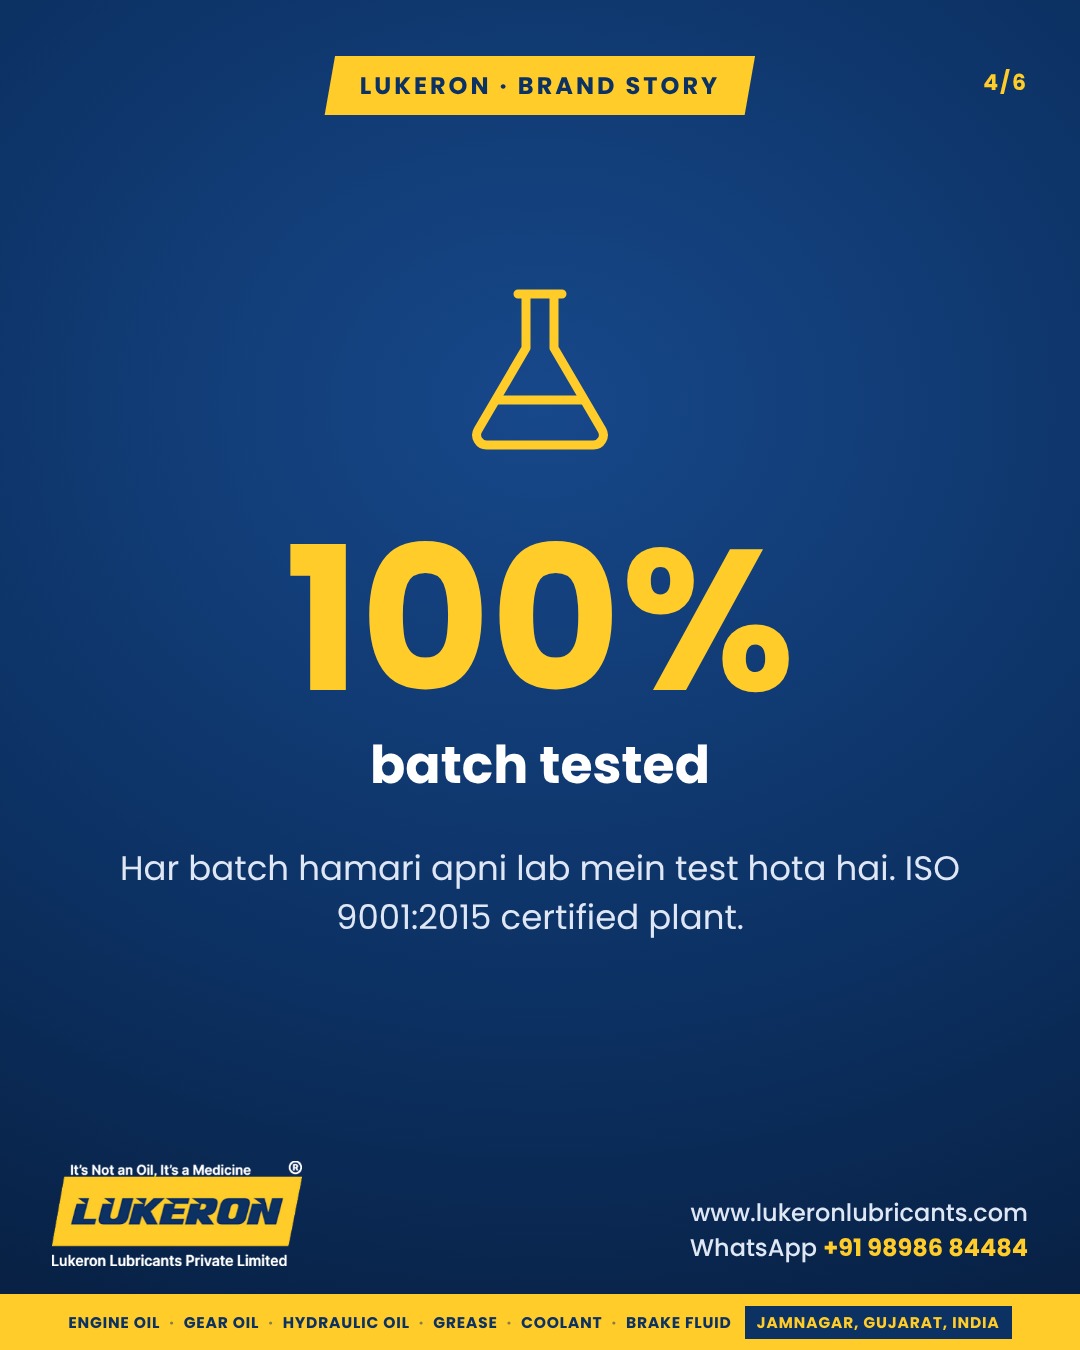 LUKERON · BRAND STORY
4/6
100%
batch tested
Har batch hamari apni lab mein test hota hai. ISO
9001:2015 certified plant.
It's Not an Oil, It's a Medicine ®
LUKERON
Lukeron Lubricants Private Limited
www.lukeronlubricants.com
WhatsApp +91 98986 84484
ENGINE OIL · GEAR OIL · HYDRAULIC OIL · GREASE · COOLANT · BRAKE FLUID JAMNAGAR, GUJARAT, INDIA